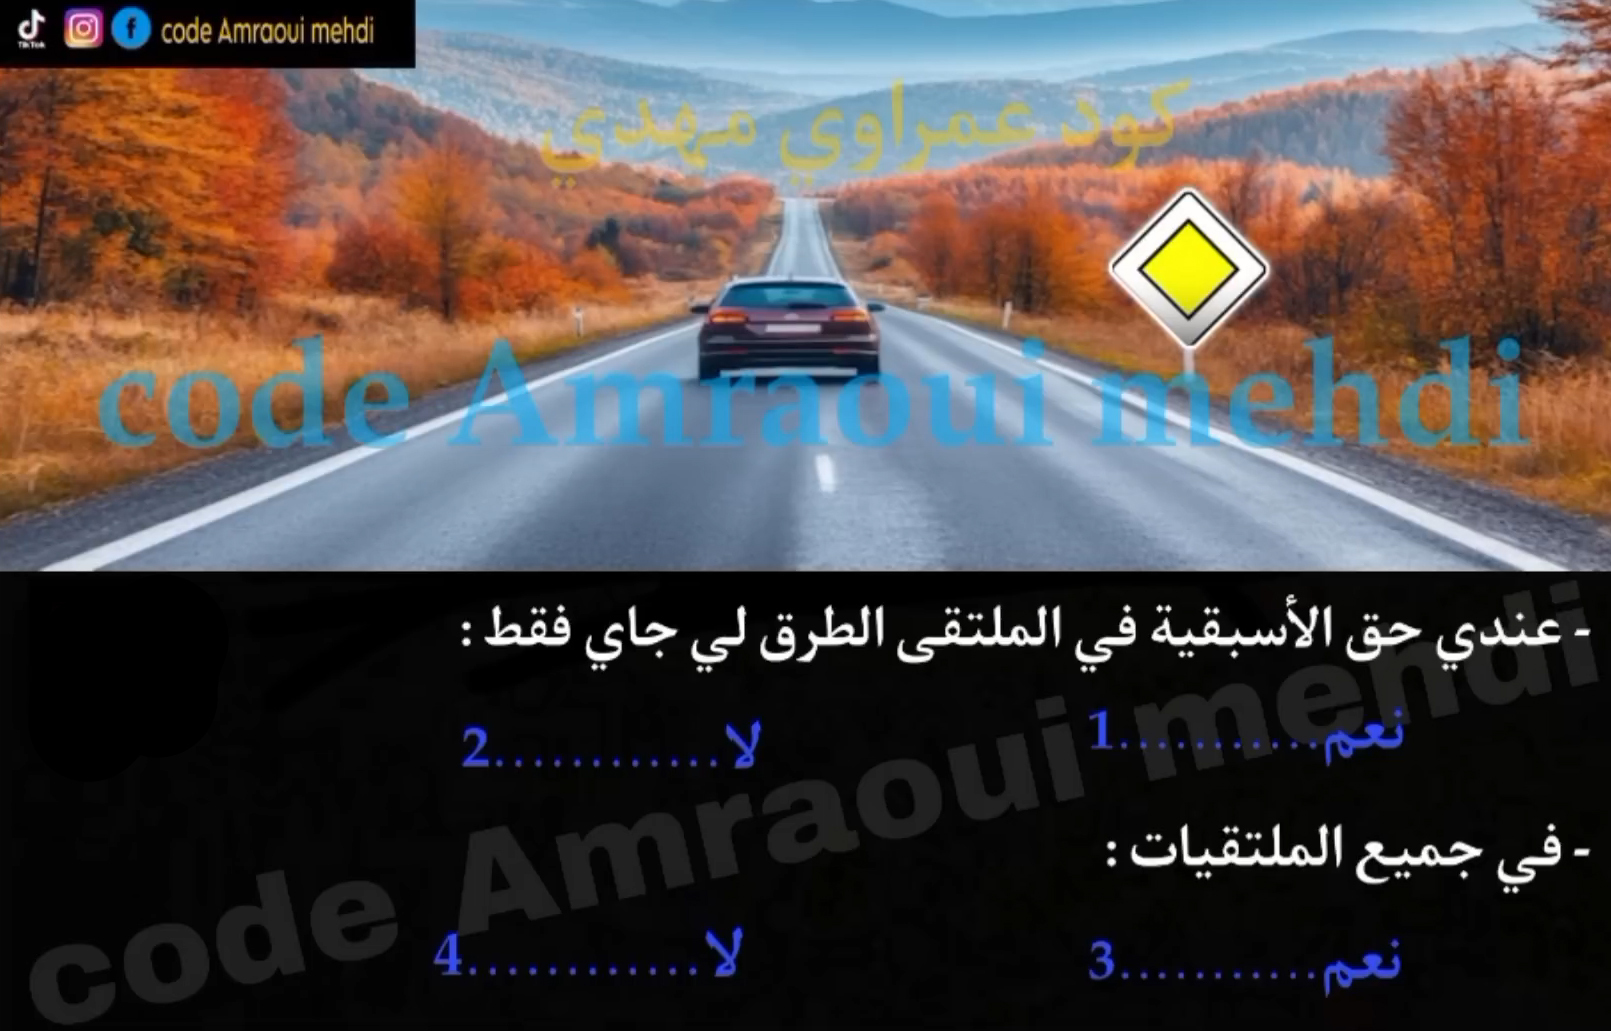 TikTok
code Amraoui mehdi
كود عمراوي مهدي
code Amraoui mehdi
- عندي حق الأسبقية في الملتقى الطرق لي جاي فقط :
نعم...........1 لا............2
- في جميع الملتقيات :
نعم...........3 لا............4
code Amraoui mehdi